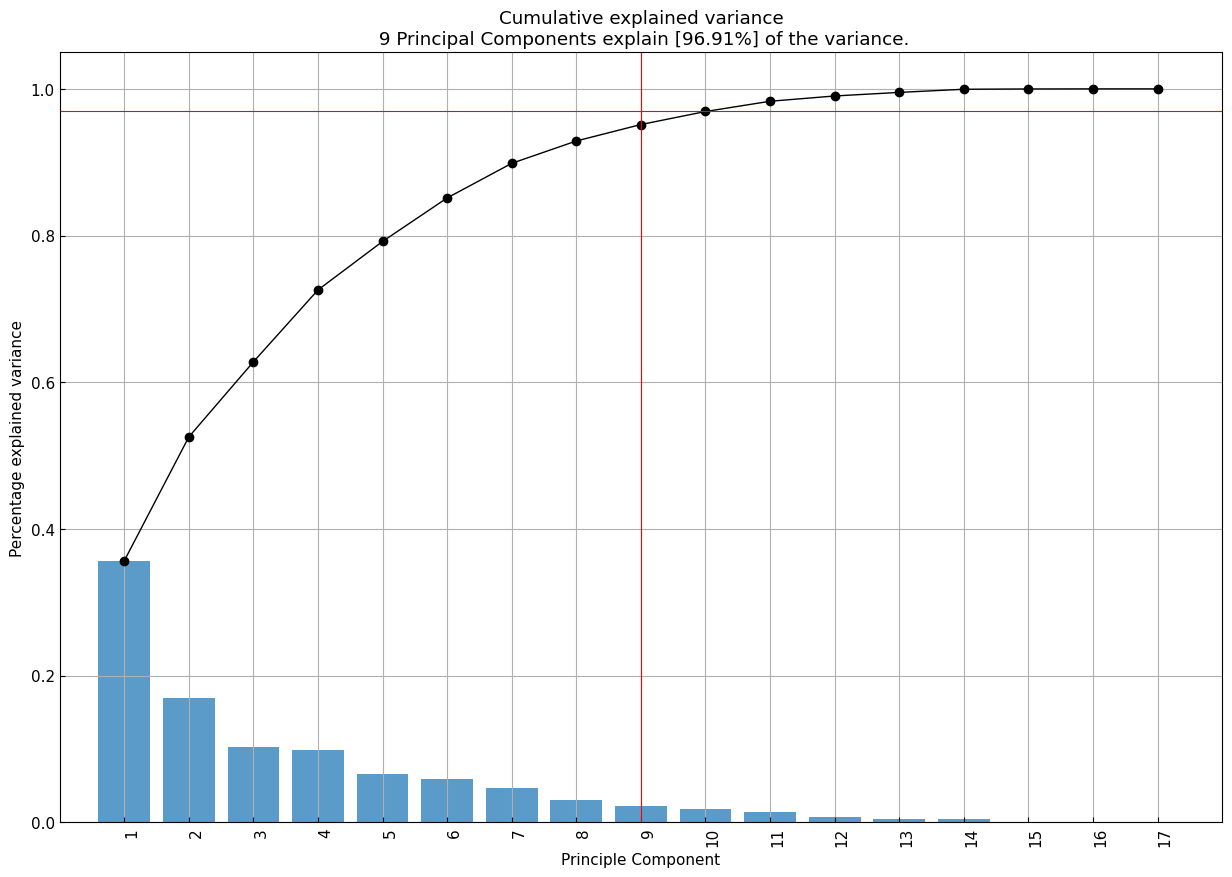 Cumulative explained variance
9 Principal Components explain [96.91%] of the variance.
Percentage explained variance
1.0
0.8
0.6
0.4
0.2
0.0
1 2 3 4 5 6 7 8 9 10 11 12 13 14 15 16 17
Principle Component